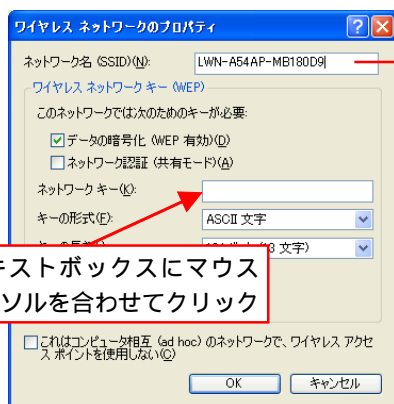 ワイヤレス ネットワークのプロパティ
ネットワーク名 (SSID)(N): LWN-A54AP-MB180D9
ワイヤレス ネットワーク キー (WEP)
このネットワークでは次のためのキーが必要:
データの暗号化 (WEP 有効)(D)
ネットワーク認証 (共有モード)(A)
ネットワーク キー(K):
キーの形式(F): ASCII 文字
文字)
キストボックスにマウス
ソルを合わせてクリック
これはコンピュータ相互 (ad hoc) のネットワークで、ワイヤレス アクセ
ス ポイントを使用しない(C)
OK キャンセル